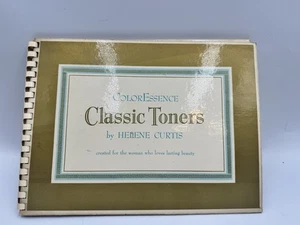 COLORESSENCE
Classic Toners
by HELENE CURTIS
created for the woman who loves lasting beauty